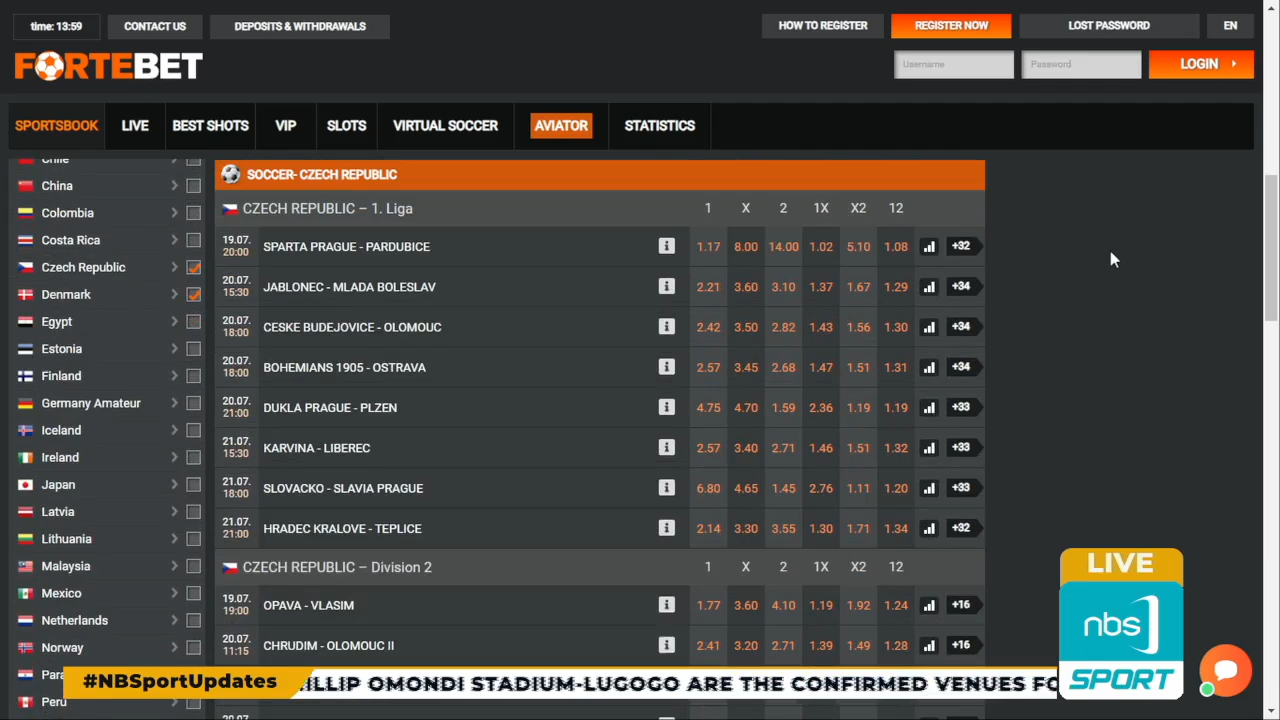 time: 13:59 CONTACT US DEPOSITS & WITHDRAWALS HOW TO REGISTER REGISTER NOW LOST PASSWORD EN
FORTEBET Username Password LOGIN
SPORTSBOOK LIVE BEST SHOTS VIP SLOTS VIRTUAL SOCCER AVIATOR STATISTICS
Chile
China
Colombia
Costa Rica
Czech Republic
Denmark
Egypt
Estonia
Finland
Germany Amateur
Iceland
Ireland
Japan
Latvia
Lithuania
Malaysia
Mexico
Netherlands
Norway
Peru
SOCCER- CZECH REPUBLIC
CZECH REPUBLIC – 1. Liga 1 X 2 1X X2 12
19.07. 20:00 SPARTA PRAGUE - PARDUBICE i 1.17 8.00 14.00 1.02 5.10 1.08 +32
20.07. 15:30 JABLONEC - MLADA BOLESLAV i 2.21 3.60 3.10 1.37 1.67 1.29 +34
20.07. 18:00 CESKE BUDEJOVICE - OLOMOUC i 2.42 3.50 2.82 1.43 1.56 1.30 +34
20.07. 18:00 BOHEMIANS 1905 - OSTRAVA i 2.57 3.45 2.68 1.47 1.51 1.31 +34
20.07. 21:00 DUKLA PRAGUE - PLZEN i 4.75 4.70 1.59 2.36 1.19 1.19 +33
21.07. 15:30 KARVINA - LIBEREC i 2.57 3.40 2.71 1.46 1.51 1.32 +33
21.07. 18:00 SLOVACKO - SLAVIA PRAGUE i 6.80 4.65 1.45 2.76 1.11 1.20 +33
21.07. 21:00 HRADEC KRALOVE - TEPLICE i 2.14 3.30 3.55 1.30 1.71 1.34 +32
CZECH REPUBLIC – Division 2 1 X 2 1X X2 12
19.07. 19:00 OPAVA - VLASIM i 1.77 3.60 4.10 1.19 1.92 1.24 +16
20.07. 11:15 CHRUDIM - OLOMOUC II i 2.41 3.20 2.71 1.39 1.49 1.28 +16
LIVE
nbs
SPORT
#NBSportUpdates ILLIP OMONDI STADIUM-LUGOGO ARE THE CONFIRMED VENUES FO